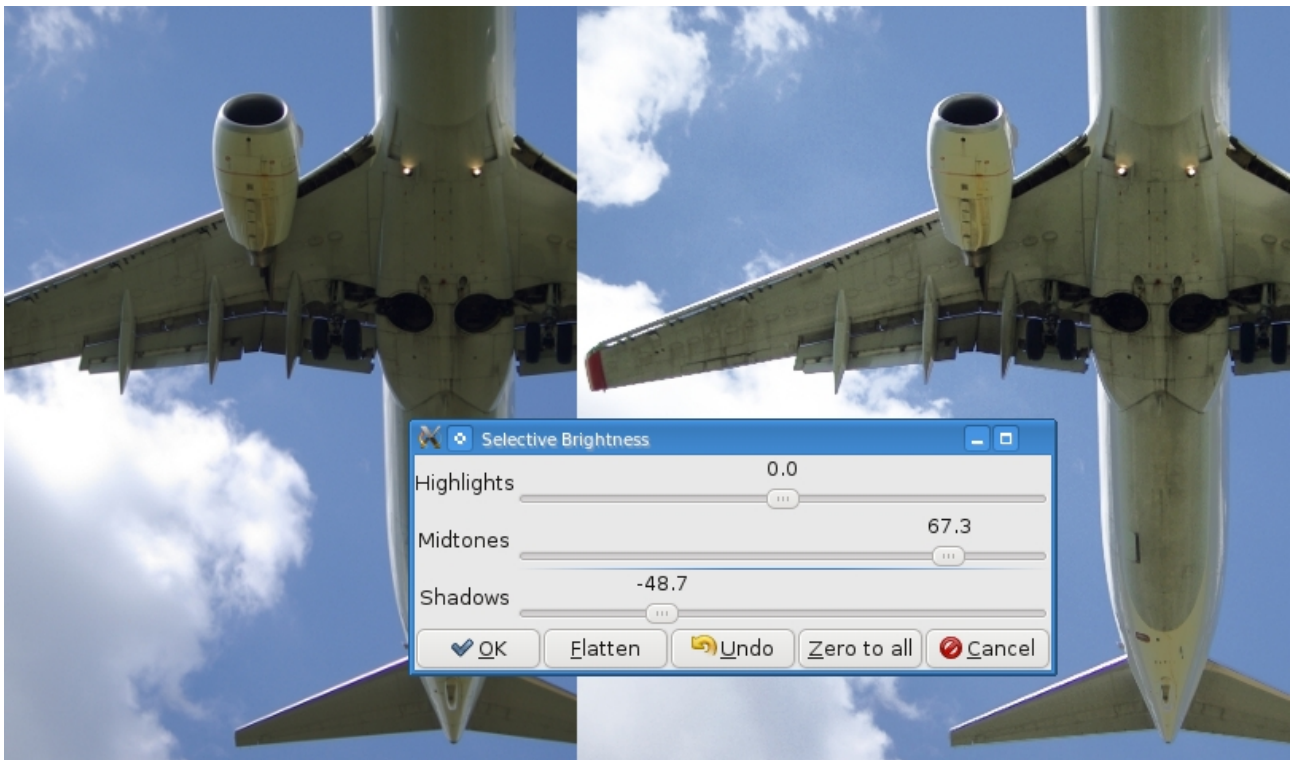 Selective Brightness
Highlights
0.0
Midtones
67.3
Shadows
-48.7
OK Flatten Undo Zero to all Cancel